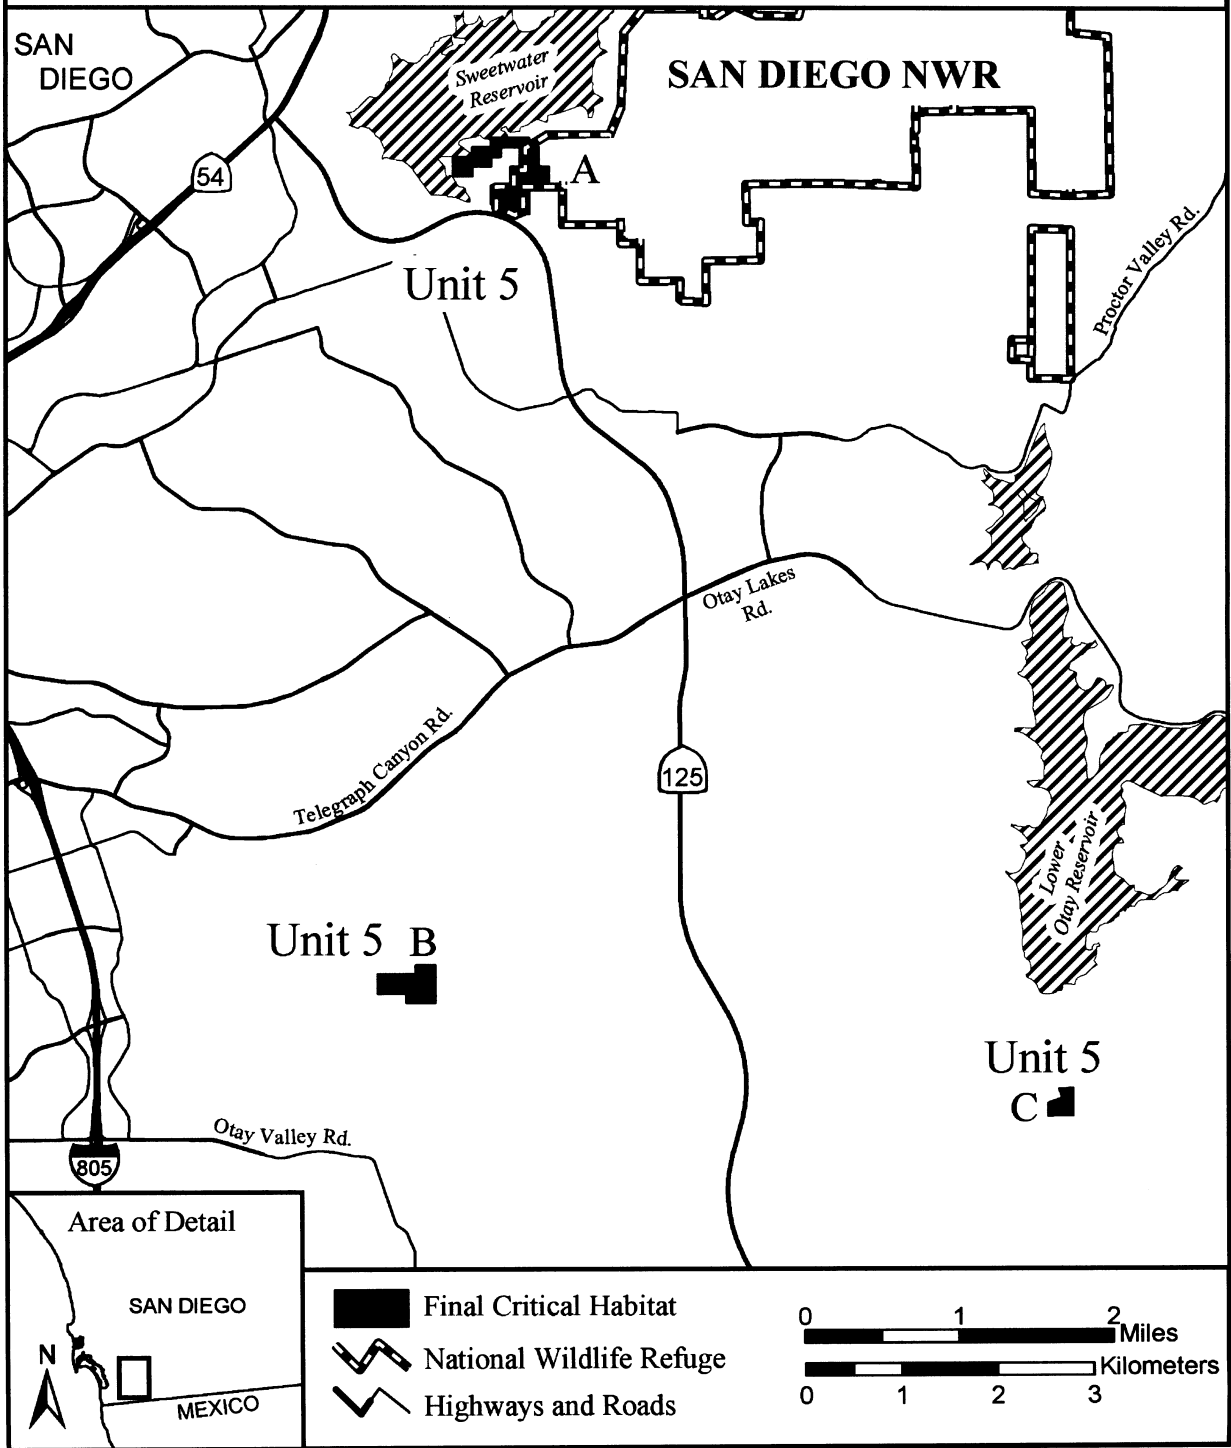 SAN
DIEGO
Sweetwater
Reservoir
SAN DIEGO NWR
54
A
Unit 5
Proctor Valley Rd.
Otay Lakes
Rd.
Telegraph Canyon Rd.
125
Lower
Otay Reservoir
Unit 5 B
Unit 5
C
Otay Valley Rd.
805
Area of Detail
SAN DIEGO
N
MEXICO
Final Critical Habitat
National Wildlife Refuge
Highways and Roads
0 1 2
Miles
Kilometers
0 1 2 3